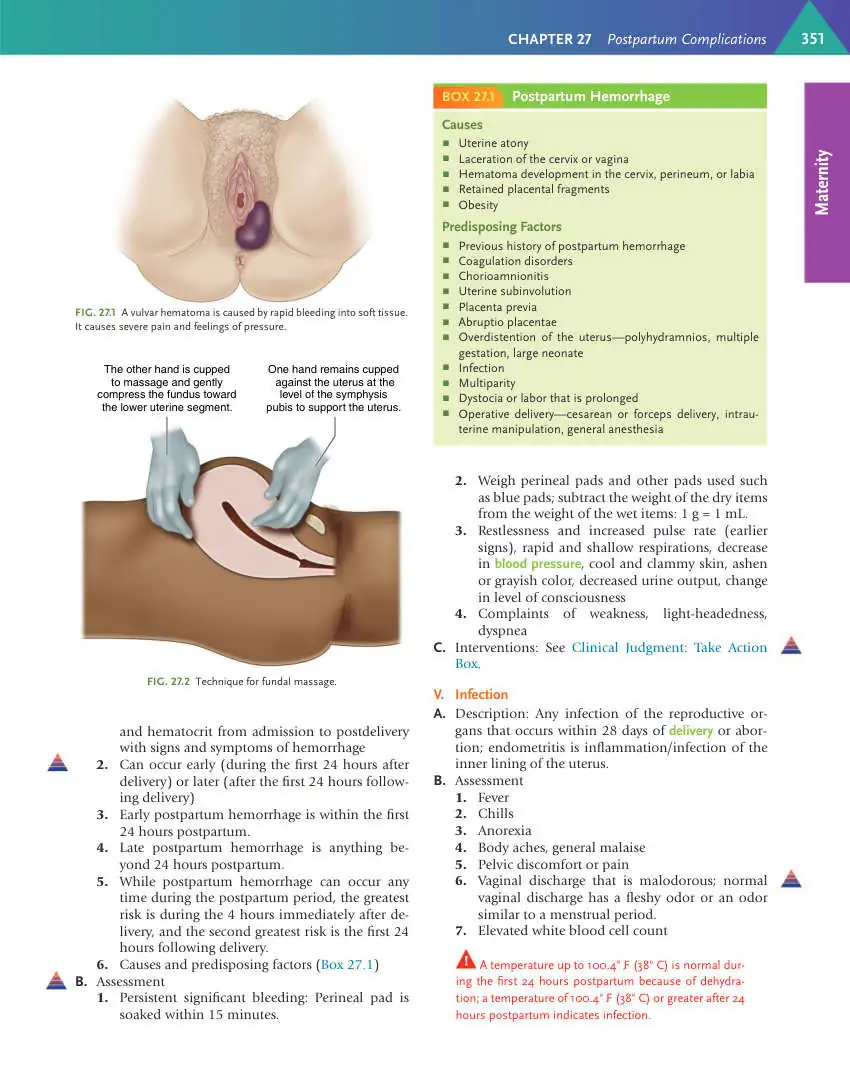 CHAPTER 27 Postpartum Complications 351
Maternity
FIG. 27.1 A vulvar hematoma is caused by rapid bleeding into soft tissue.
It causes severe pain and feelings of pressure.
The other hand is cupped
to massage and gently
compress the fundus toward
the lower uterine segment.
One hand remains cupped
against the uterus at the
level of the symphysis
pubis to support the uterus.
FIG. 27.2 Technique for fundal massage.
and hematocrit from admission to postdelivery
with signs and symptoms of hemorrhage
2. Can occur early (during the first 24 hours after
delivery) or later (after the first 24 hours follow-
ing delivery)
3. Early postpartum hemorrhage is within the first
24 hours postpartum.
4. Late postpartum hemorrhage is anything be-
yond 24 hours postpartum.
5. While postpartum hemorrhage can occur any
time during the postpartum period, the greatest
risk is during the 4 hours immediately after de-
livery, and the second greatest risk is the first 24
hours following delivery.
6. Causes and predisposing factors (Box 27.1)
B. Assessment
1. Persistent significant bleeding: Perineal pad is
soaked within 15 minutes.
BOX 27.1 Postpartum Hemorrhage
Causes
■ Uterine atony
■ Laceration of the cervix or vagina
■ Hematoma development in the cervix, perineum, or labia
■ Retained placental fragments
■ Obesity
Predisposing Factors
■ Previous history of postpartum hemorrhage
■ Coagulation disorders
■ Chorioamnionitis
■ Uterine subinvolution
■ Placenta previa
■ Abruptio placentae
■ Overdistention of the uterus—polyhydramnios, multiple
gestation, large neonate
■ Infection
■ Multiparity
■ Dystocia or labor that is prolonged
■ Operative delivery—cesarean or forceps delivery, intrau-
terine manipulation, general anesthesia
2. Weigh perineal pads and other pads used such
as blue pads; subtract the weight of the dry items
from the weight of the wet items: 1 g = 1 mL.
3. Restlessness and increased pulse rate (earlier
signs), rapid and shallow respirations, decrease
in blood pressure, cool and clammy skin, ashen
or grayish color, decreased urine output, change
in level of consciousness
4. Complaints of weakness, light-headedness,
dyspnea
C. Interventions: See Clinical Judgment: Take Action
Box.
V. Infection
A. Description: Any infection of the reproductive or-
gans that occurs within 28 days of delivery or abor-
tion; endometritis is inflammation/infection of the
inner lining of the uterus.
B. Assessment
1. Fever
2. Chills
3. Anorexia
4. Body aches, general malaise
5. Pelvic discomfort or pain
6. Vaginal discharge that is malodorous; normal
vaginal discharge has a fleshy odor or an odor
similar to a menstrual period.
7. Elevated white blood cell count
A temperature up to 100.4° F (38° C) is normal dur-
ing the first 24 hours postpartum because of dehydra-
tion; a temperature of 100.4° F (38° C) or greater after 24
hours postpartum indicates infection.